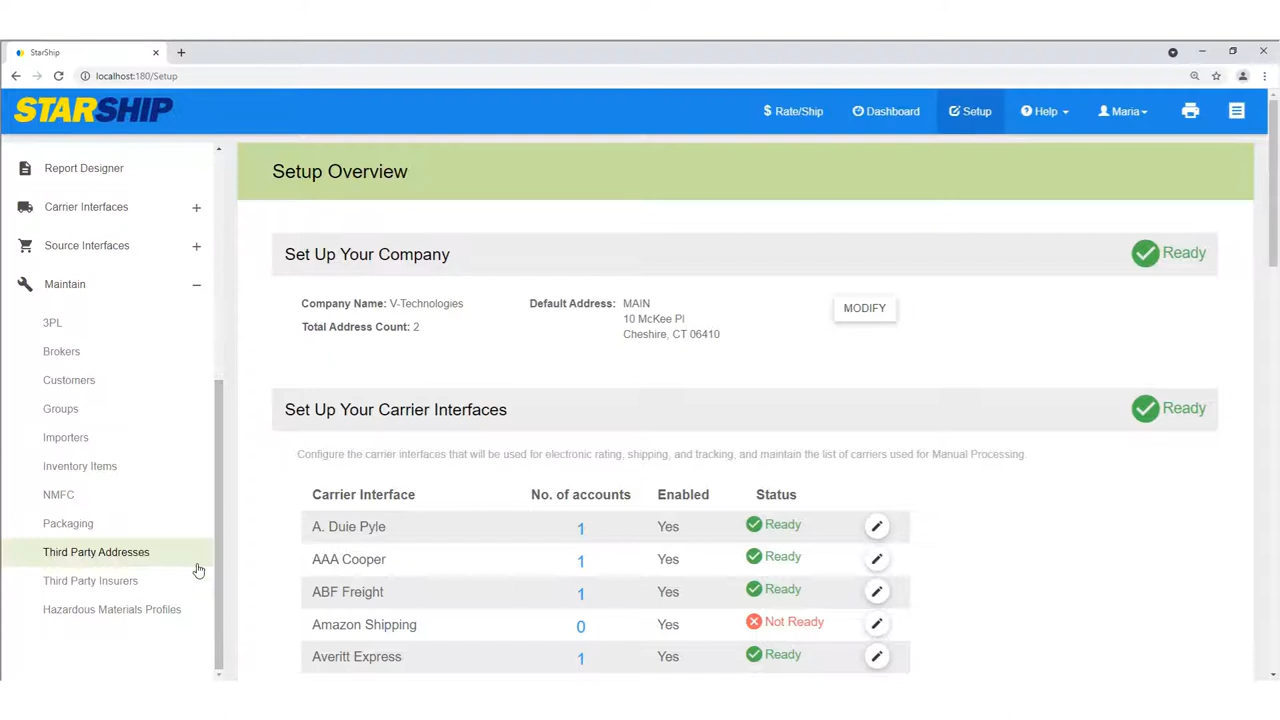 StarShip
localhost:180/Setup
STARSHIP
$ Rate/Ship
Dashboard
Setup
Help
Maria
Report Designer
Carrier Interfaces +
Source Interfaces +
Maintain −
3PL
Brokers
Customers
Groups
Importers
Inventory Items
NMFC
Packaging
Third Party Addresses
Third Party Insurers
Hazardous Materials Profiles
Setup Overview
Set Up Your Company
Ready
Company Name: V-Technologies
Total Address Count: 2
Default Address: MAIN
10 McKee Pl
Cheshire, CT 06410
MODIFY
Set Up Your Carrier Interfaces
Ready
Configure the carrier interfaces that will be used for electronic rating, shipping, and tracking, and maintain the list of carriers used for Manual Processing.
Carrier Interface No. of accounts Enabled Status
A. Duie Pyle 1 Yes Ready
AAA Cooper 1 Yes Ready
ABF Freight 1 Yes Ready
Amazon Shipping 0 Yes Not Ready
Averitt Express 1 Yes Ready